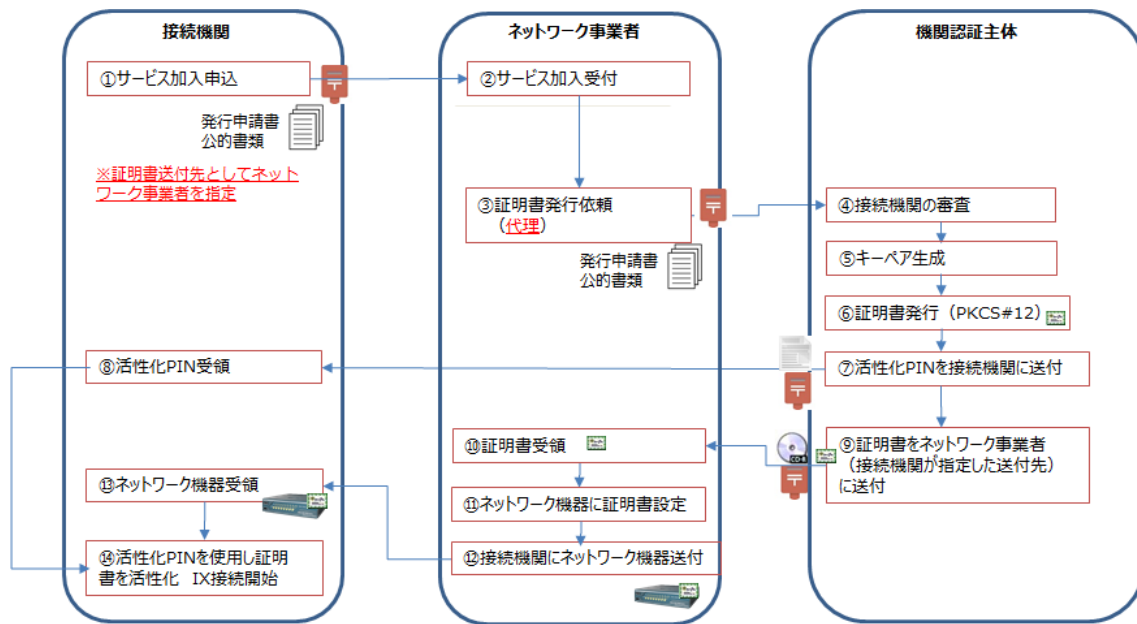 接続機関
ネットワーク事業者
機関認証主体
①サービス加入申込
②サービス加入受付
発行申請書
公的書類
※証明書送付先としてネット
ワーク事業者を指定
③証明書発行依頼
（代理）
発行申請書
公的書類
④接続機関の審査
⑤キーペア生成
⑥証明書発行（PKCS#12）
⑦活性化PINを接続機関に送付
⑧活性化PIN受領
⑨証明書をネットワーク事業者
（接続機関が指定した送付先）
に送付
⑩証明書受領
⑪ネットワーク機器に証明書設定
⑫接続機関にネットワーク機器送付
⑬ネットワーク機器受領
⑭活性化PINを使用し証明
書を活性化　IX接続開始